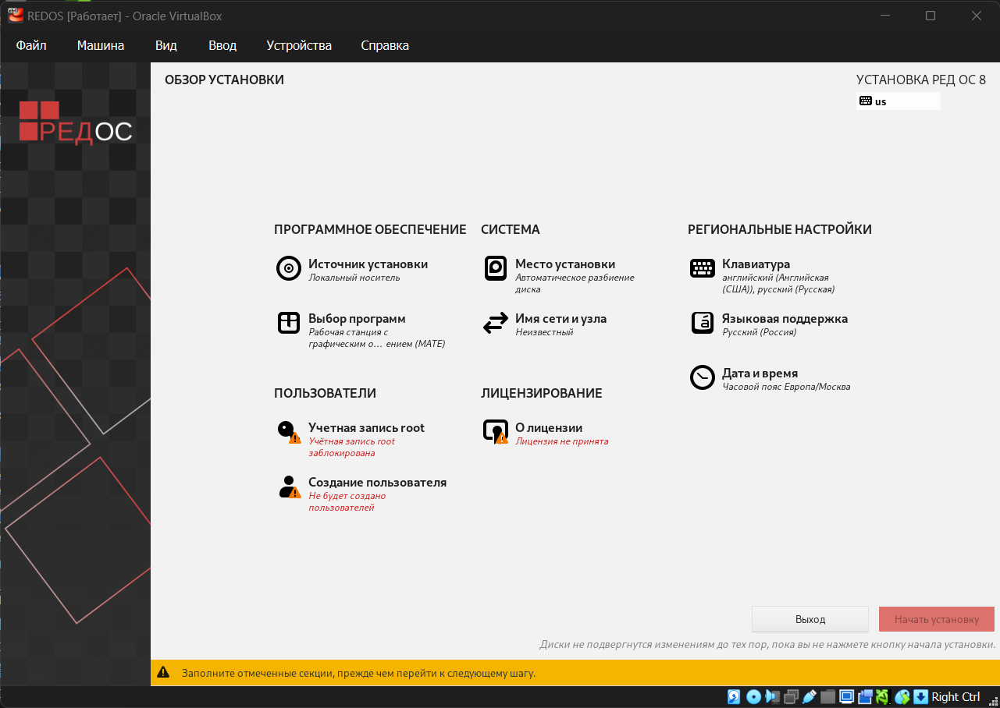 REDOS [Работает] - Oracle VirtualBox
Файл Машина Вид Ввод Устройства Справка
РЕДОС
ОБЗОР УСТАНОВКИ
УСТАНОВКА РЕД ОС 8
us
ПРОГРАММНОЕ ОБЕСПЕЧЕНИЕ
Источник установки
Локальный носитель
Выбор программ
Рабочая станция с
графическим о... ением (MATE)
СИСТЕМА
Место установки
Автоматическое разбиение
диска
Имя сети и узла
Неизвестный
РЕГИОНАЛЬНЫЕ НАСТРОЙКИ
Клавиатура
английский (Английская
(США)), русский (Русская)
Языковая поддержка
Русский (Россия)
Дата и время
Часовой пояс Европа/Москва
ПОЛЬЗОВАТЕЛИ
Учетная запись root
Учётная запись root
заблокирована
Создание пользователя
Не будет создано
пользователей
ЛИЦЕНЗИРОВАНИЕ
О лицензии
Лицензия не принята
Выход
Начать установку
Диски не подвергнутся изменениям до тех пор, пока вы не нажмете кнопку начала установки.
Заполните отмеченные секции, прежде чем перейти к следующему шагу.
Right Ctrl